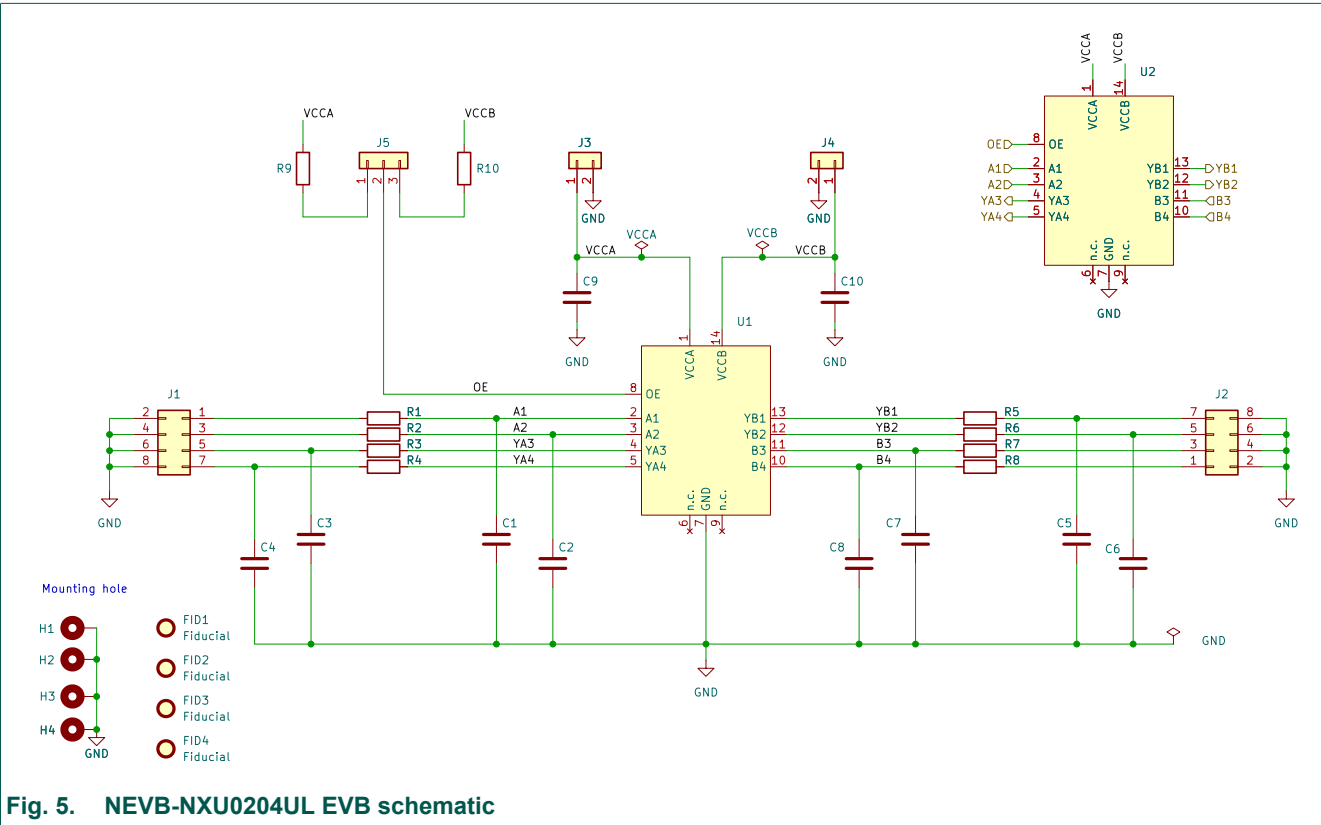 VCCA
VCCB
U2
1
14
VCCA
VCCB
OE
8
OE
A1
2
A1
A2
3
A2
YA3
4
YA3
YA4
5
YA4
YB1
13
YB1
YB2
12
YB2
B3
11
B3
B4
10
B4
n.c.
GND
n.c.
6
7
9
GND
VCCA
VCCB
R9
J5
R10
1
2
3
J3
1
2
GND
J4
2
1
GND
VCCA
VCCA
VCCB
VCCB
C9
GND
C10
GND
U1
1
14
VCCA
VCCB
OE
8
OE
J1
2
1
R1
A1
2
A1
4
3
R2
A2
3
A2
6
5
R3
YA3
4
YA3
8
7
R4
YA4
5
YA4
GND
YB1
13
YB1
R5
7
8
YB2
12
YB2
R6
5
6
B3
11
B3
R7
3
4
B4
10
B4
R8
1
2
J2
GND
n.c.
GND
n.c.
6
7
9
C4
C3
C1
C2
C8
C7
C5
C6
GND
GND
Mounting hole
H1
H2
H3
H4
GND
FID1
Fiducial
FID2
Fiducial
FID3
Fiducial
FID4
Fiducial
Fig. 5. NEVB-NXU0204UL EVB schematic